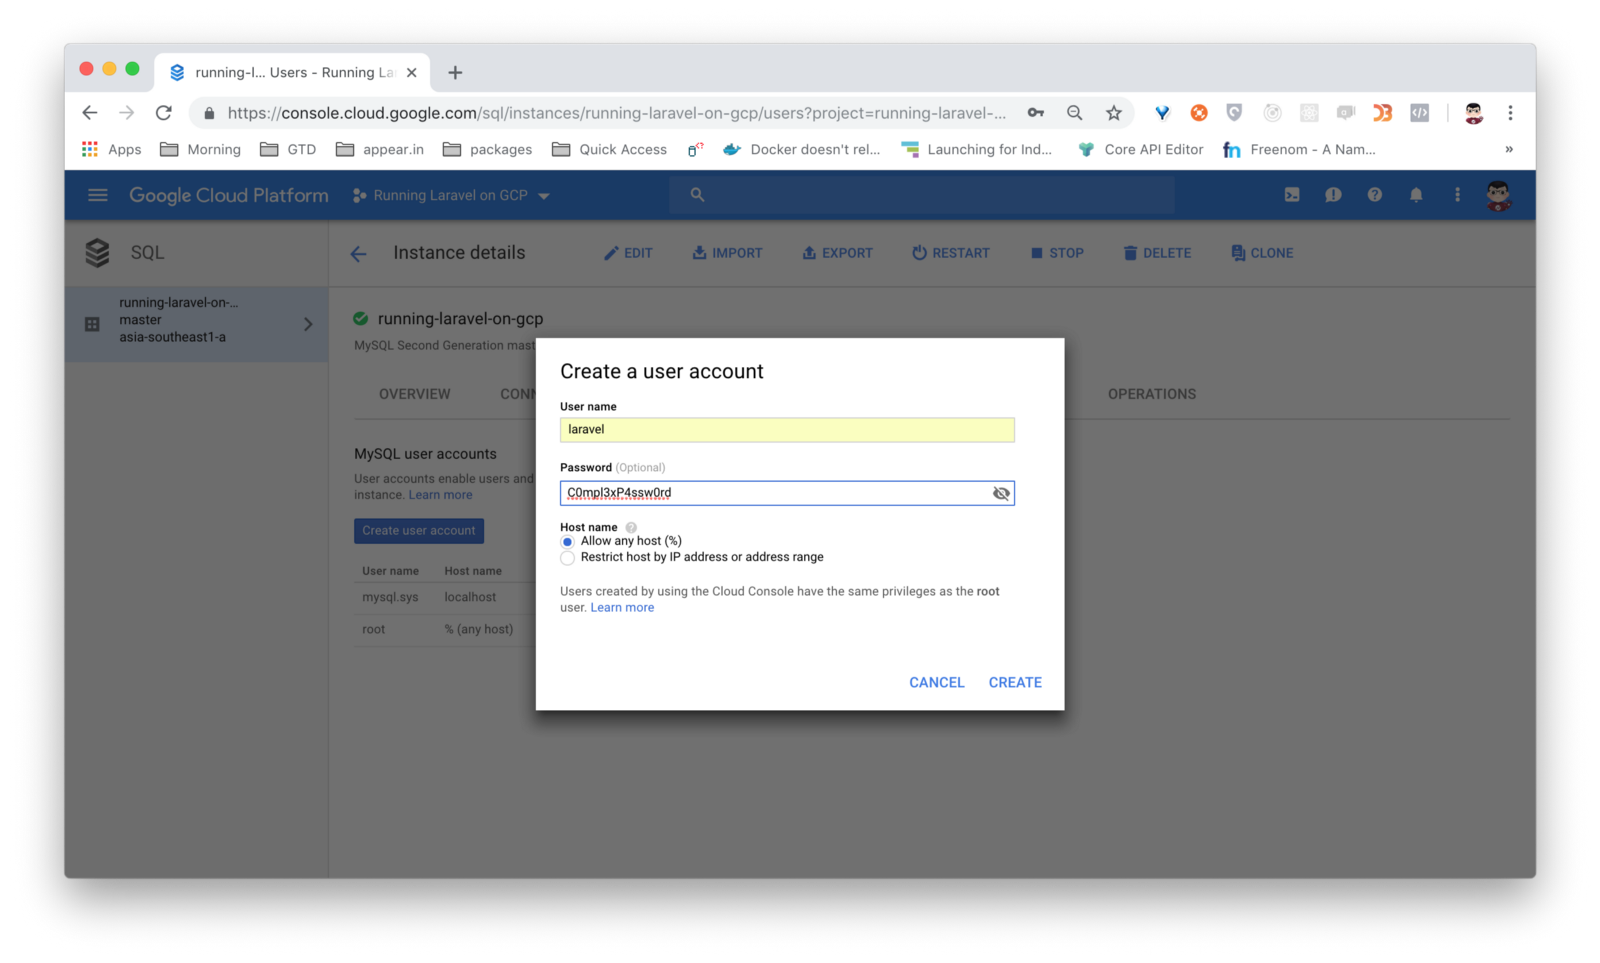 running-l... Users - Running La
https://console.cloud.google.com/sql/instances/running-laravel-on-gcp/users?project=running-laravel-...
Apps Morning GTD appear.in packages Quick Access Docker doesn't rel... Launching for Ind... Core API Editor fn Freenom - A Nam... »
Google Cloud Platform Running Laravel on GCP
SQL Instance details EDIT IMPORT EXPORT RESTART STOP DELETE CLONE
running-laravel-on-...
master
asia-southeast1-a
running-laravel-on-gcp
MySQL Second Generation mast
OVERVIEW OPERATIONS
MySQL user accounts
User accounts enable users and
instance. Learn more
Create user account
User name Host name
mysql.sys localhost
root % (any host)
Create a user account
User name
laravel
Password (Optional)
C0mpl3xP4ssw0rd
Host name ?
Allow any host (%)
Restrict host by IP address or address range
Users created by using the Cloud Console have the same privileges as the root
user. Learn more
CANCEL CREATE